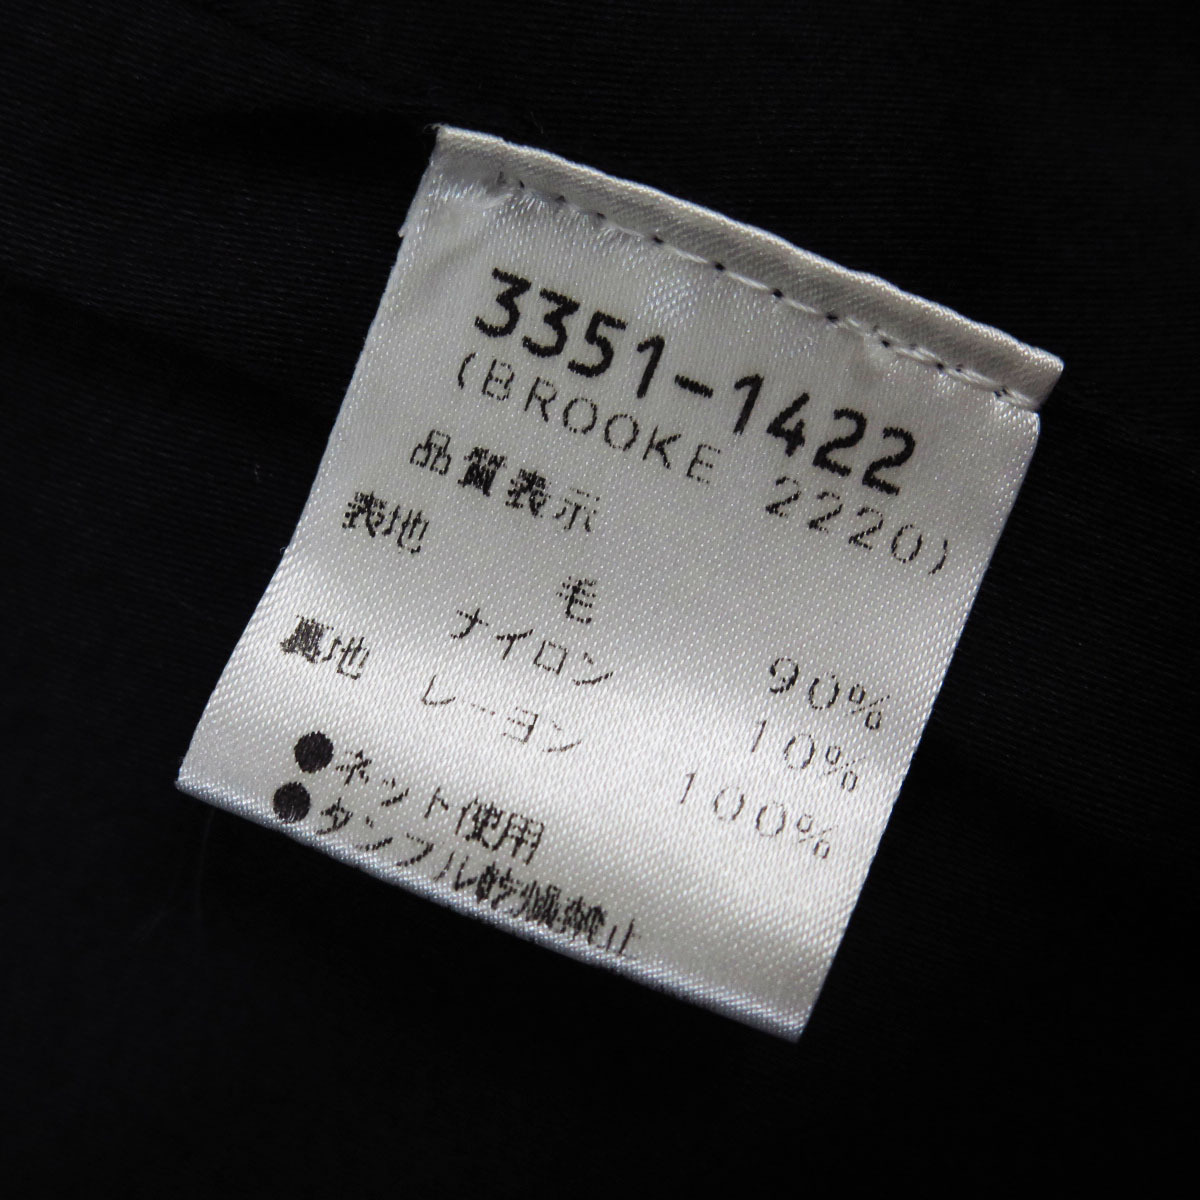 3351-1422
(BROOKE 2220)
品質表示
表地
毛 90%
ナイロン 10%
裏地 レーヨン 100%
●ネット使用
●タンブル乾燥禁止